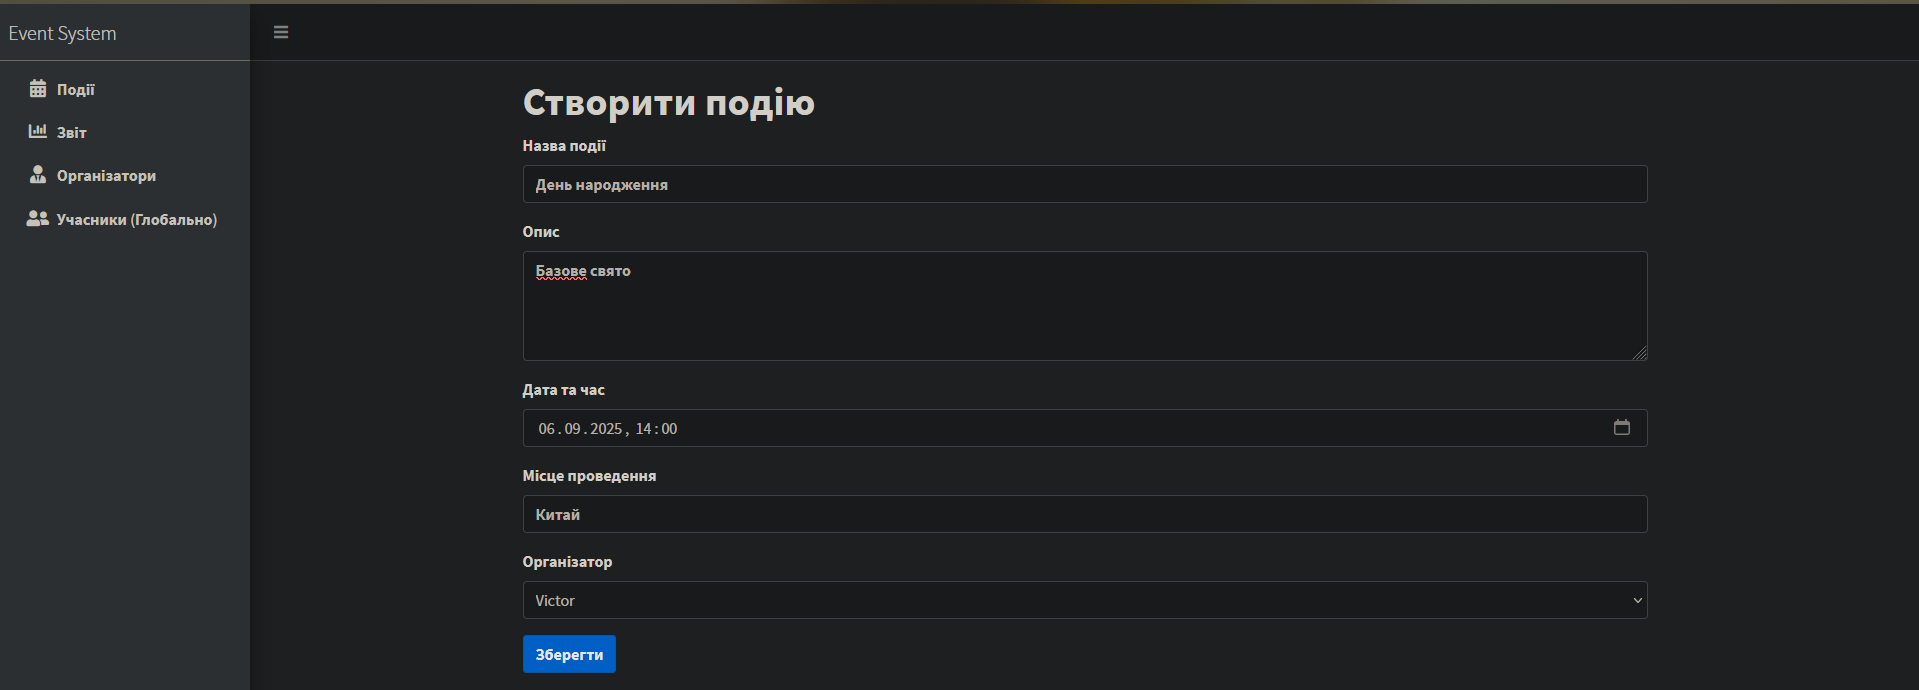 Event System
Події
Звіт
Організатори
Учасники (Глобально)
Створити подію
Назва події
День народження
Опис
Базове свято
Дата та час
06.09.2025, 14:00
Місце проведення
Китай
Організатор
Victor
Зберегти